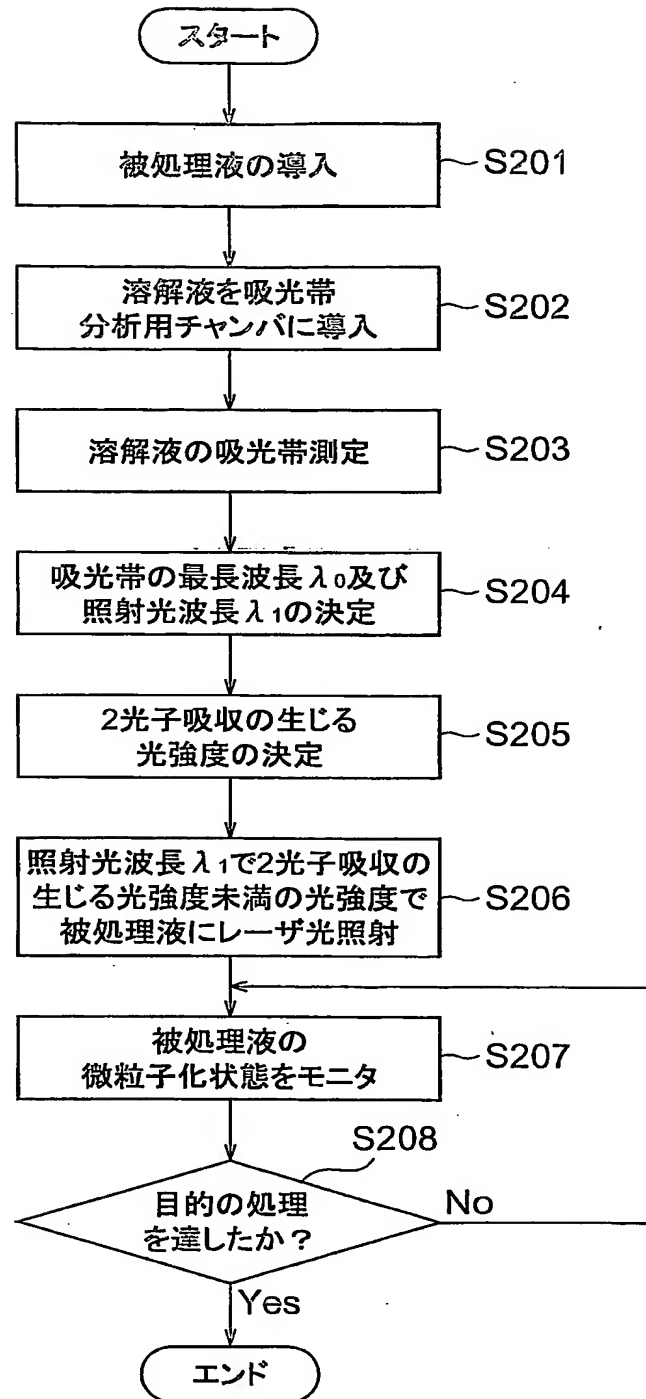 スタート
被処理液の導入
S201
溶解液を吸光帯
分析用チャンバに導入
S202
溶解液の吸光帯測定
S203
吸光帯の最長波長λ0及び
照射光波長λ1の決定
S204
2光子吸収の生じる
光強度の決定
S205
照射光波長λ1で2光子吸収の
生じる光強度未満の光強度で
被処理液にレーザ光照射
S206
被処理液の
微粒子化状態をモニタ
S207
S208
目的の処理
を達したか？
No
Yes
エンド